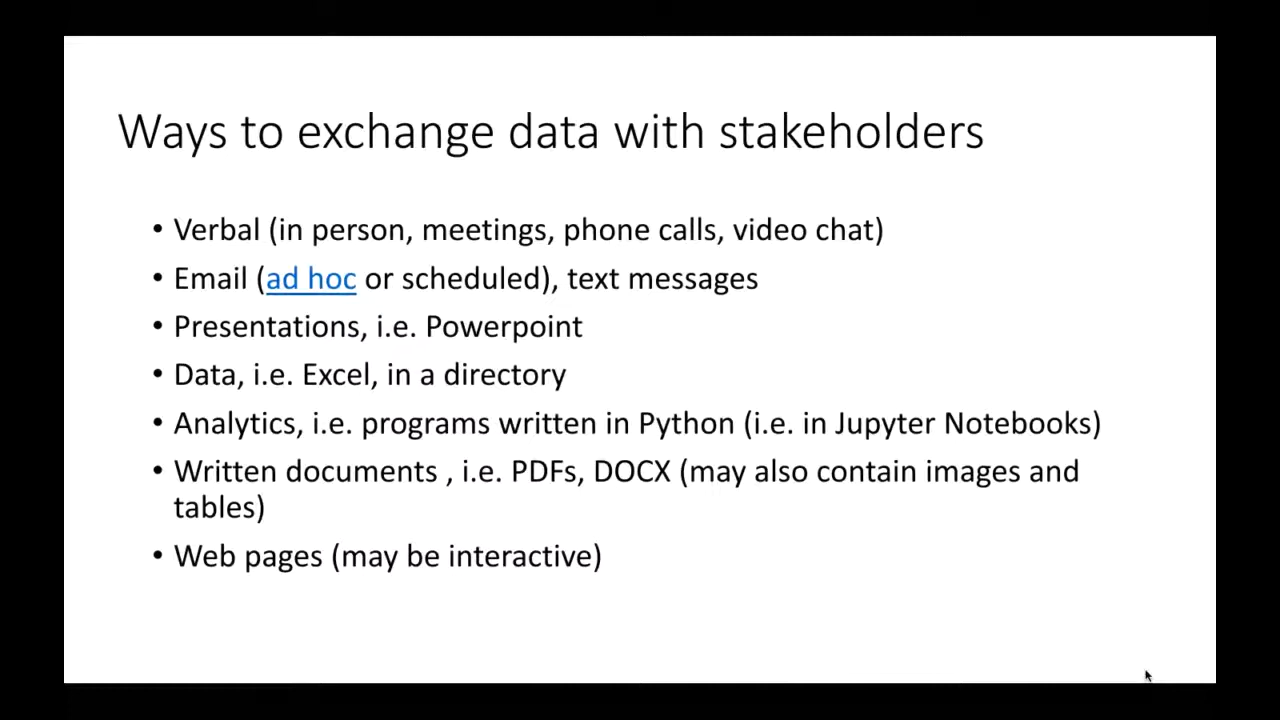 Ways to exchange data with stakeholders
• Verbal (in person, meetings, phone calls, video chat)
• Email (ad hoc or scheduled), text messages
• Presentations, i.e. Powerpoint
• Data, i.e. Excel, in a directory
• Analytics, i.e. programs written in Python (i.e. in Jupyter Notebooks)
• Written documents , i.e. PDFs, DOCX (may also contain images and
tables)
• Web pages (may be interactive)